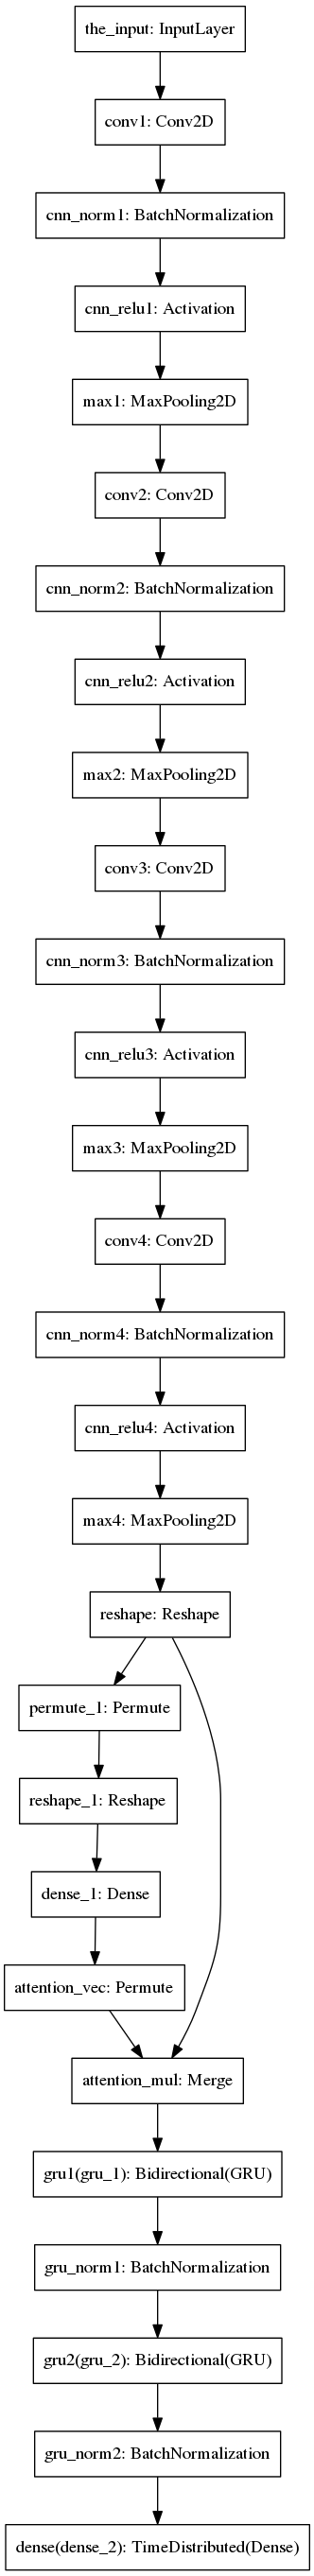 the_input: InputLayer
conv1: Conv2D
cnn_norm1: BatchNormalization
cnn_relu1: Activation
max1: MaxPooling2D
conv2: Conv2D
cnn_norm2: BatchNormalization
cnn_relu2: Activation
max2: MaxPooling2D
conv3: Conv2D
cnn_norm3: BatchNormalization
cnn_relu3: Activation
max3: MaxPooling2D
conv4: Conv2D
cnn_norm4: BatchNormalization
cnn_relu4: Activation
max4: MaxPooling2D
reshape: Reshape
permute_1: Permute
reshape_1: Reshape
dense_1: Dense
attention_vec: Permute
attention_mul: Merge
gru1(gru_1): Bidirectional(GRU)
gru_norm1: BatchNormalization
gru2(gru_2): Bidirectional(GRU)
gru_norm2: BatchNormalization
dense(dense_2): TimeDistributed(Dense)